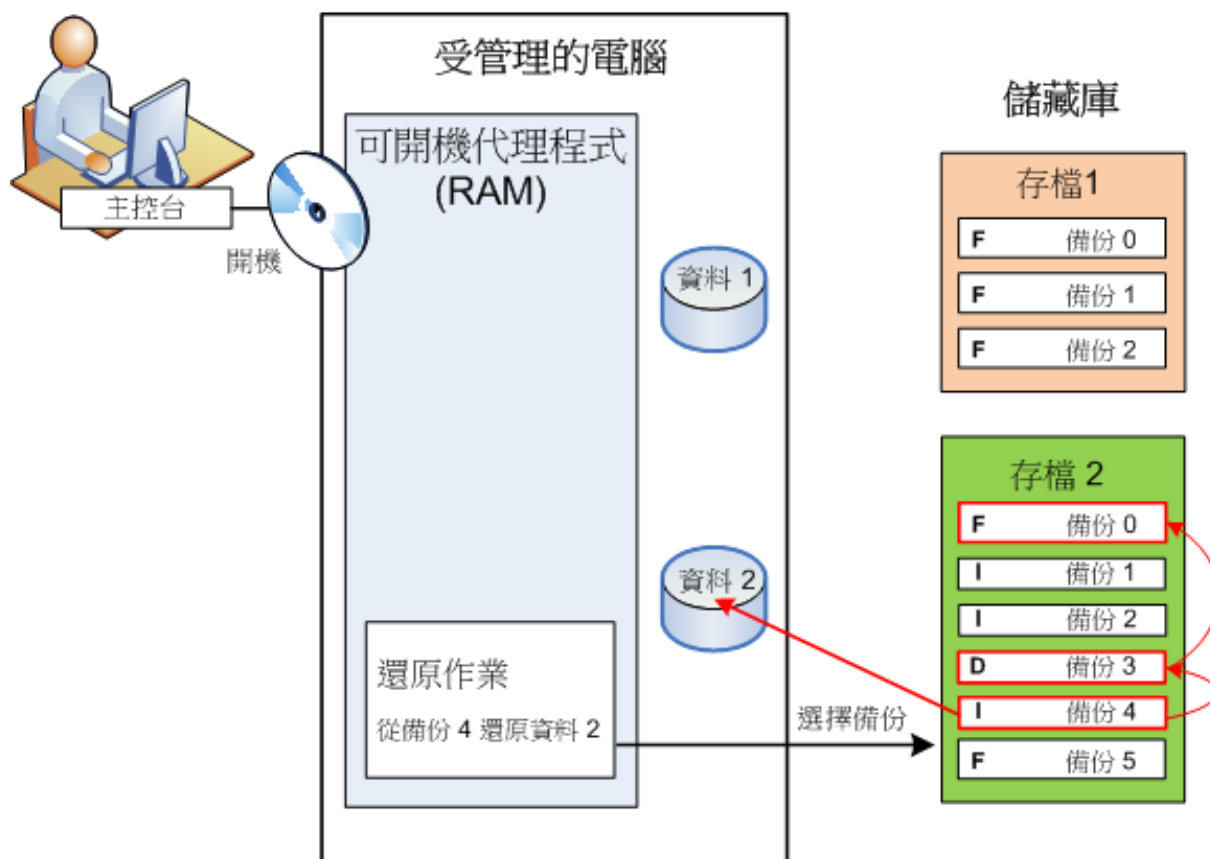 受管理的電腦
儲藏庫
可開機代理程式
(RAM)
主控台
開機
資料 1
資料 2
還原作業
從備份 4 還原資料 2
選擇備份
存檔1
F 備份 0
F 備份 1
F 備份 2
存檔 2
F 備份 0
I 備份 1
I 備份 2
D 備份 3
I 備份 4
F 備份 5